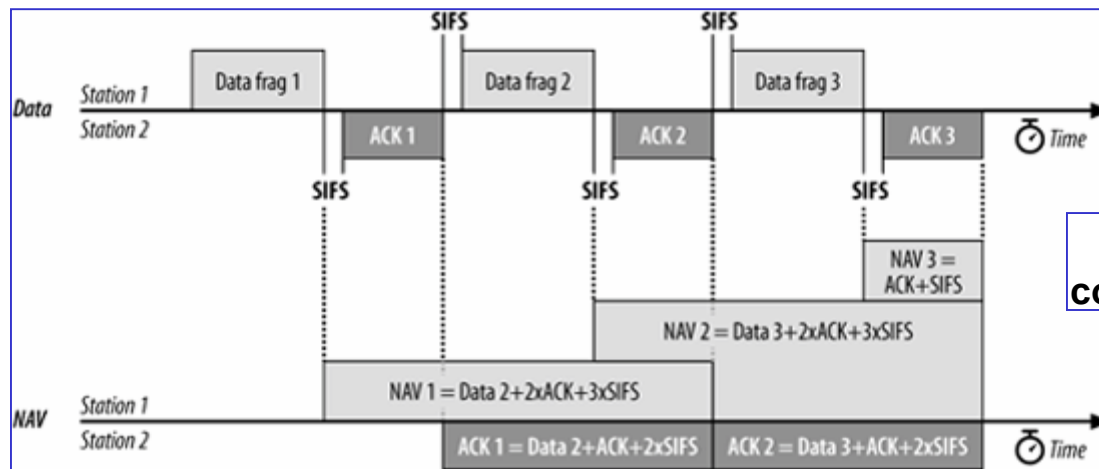 SIFS SIFS
Data frag 1 Data frag 2 Data frag 3
Data Station 1
Station 2 ACK 1 ACK 2 ACK 3 Time
SIFS SIFS SIFS
NAV 3 =
ACK+SIFS
NAV 2 = Data 3+2xACK+3xSIFS
NAV 1 = Data 2+2xACK+3xSIFS
NAV Station 1
Station 2 ACK 1 = Data 2+ACK+2xSIFS ACK 2 = Data 3+ACK+2xSIFS Time